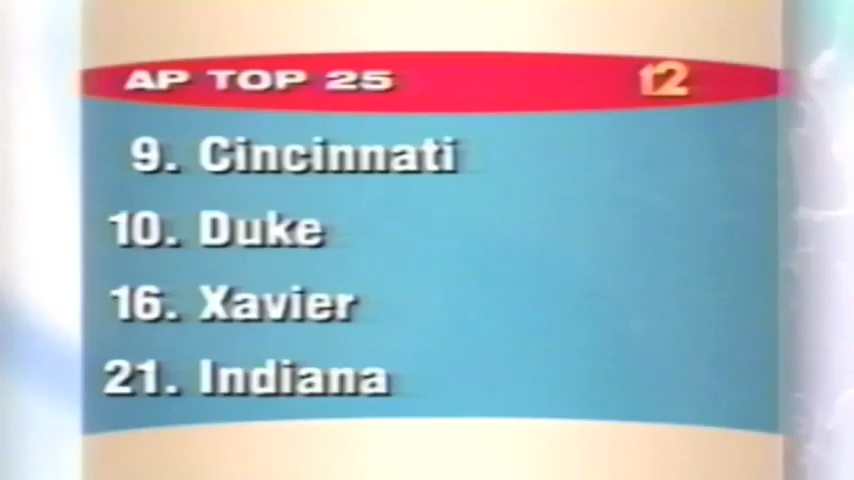 AP TOP 25 12
9. Cincinnati
10. Duke
16. Xavier
21. Indiana